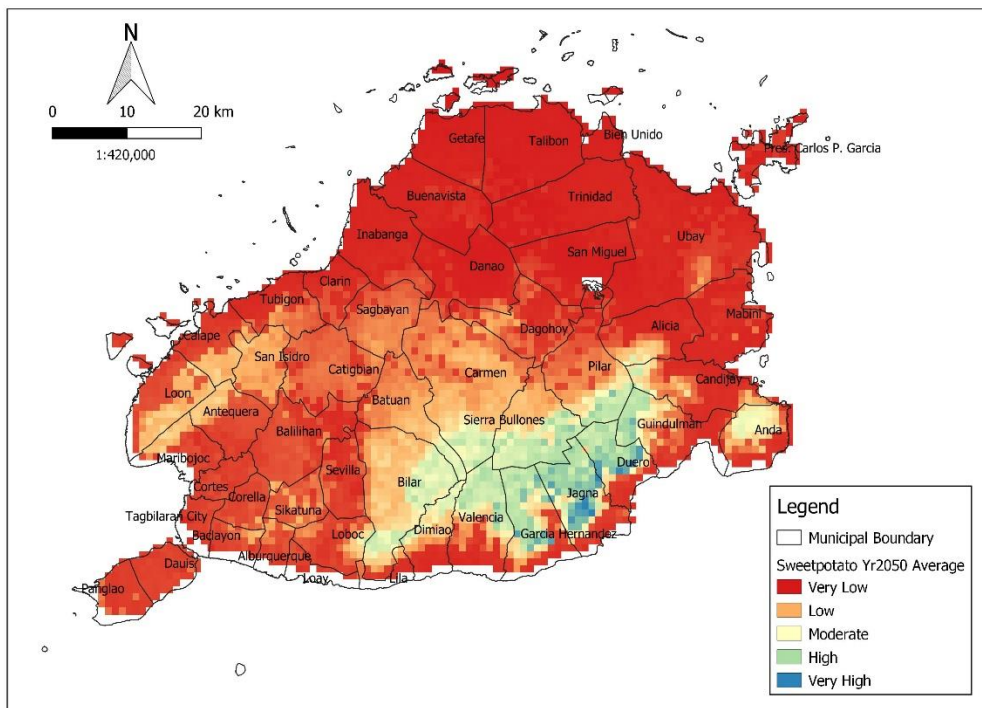 N
0 10 20 km
1:420,000
Getafe
Talibon
Bien Unido
Pres. Carlos P. Garcia
Buenavista
Trinidad
Inabanga
Ubay
San Miguel
Danao
Clarin
Tubigon
Sagbayan
Mabini
Dagohoy
Alicia
Calape
San Isidro
Catigbian
Carmen
Pilar
Candijay
Loon
Batuan
Antequera
Sierra Bullones
Guindulman
Anda
Balilihan
Maribojoc
Sevilla
Duero
Bilar
Cortes
Corella
Jagna
Sikatuna
Tagbilaran City
Valencia
Dimiao
Baclayon
Loboc
Garcia Hernandez
Alburquerque
Dauis
Loay
Lila
Panglao
Legend
Municipal Boundary
Sweetpotato Yr2050 Average
Very Low
Low
Moderate
High
Very High